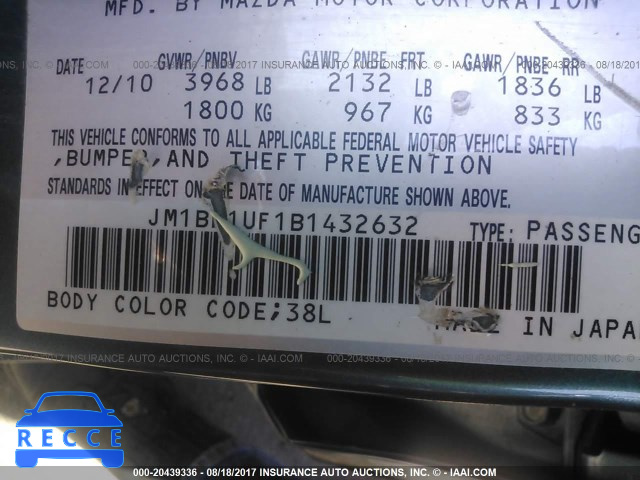 MFD. BY MAZDA MOTOR CORPORATION
DATE GVWR/PNBV GAWR/PNBE FRT GAWR/PNBE RR
12/10 3968 LB 2132 LB 1836 LB
1800 KG 967 KG 833 KG
THIS VEHICLE CONFORMS TO ALL APPLICABLE FEDERAL MOTOR VEHICLE SAFETY
,BUMPE ,AND THEFT PREVENTION
STANDARDS IN EFFECT ON THE DATE OF MANUFACTURE SHOWN ABOVE.
JM1B 1UF1B1432632 TYPE: PASSENG
BODY COLOR CODE;38L
MADE IN JAPA
000-20439336 - 08/18/2017 INSURANCE AUTO AUCTIONS, INC. - © IAAI.COM
RECCE
000-20439336 - 08/18/2017 INSURANCE AUTO AUCTIONS, INC. - © IAAI.COM